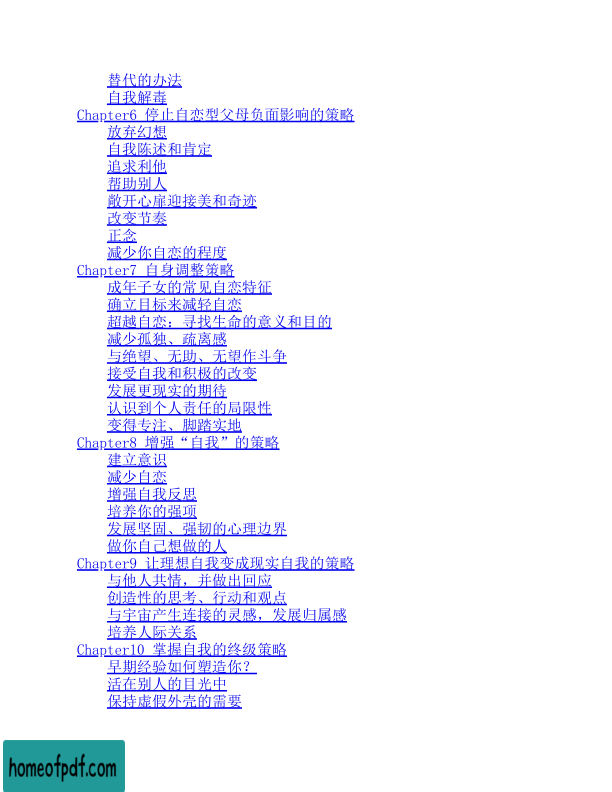 替代的办法
自我解毒
Chapter6 停止自恋型父母负面影响的策略
放弃幻想
自我陈述和肯定
追求利他
帮助别人
敞开心扉迎接美和奇迹
改变节奏
正念
减少你自恋的程度
Chapter7 自身调整策略
成年子女的常见自恋特征
确立目标来减轻自恋
超越自恋：寻找生命的意义和目的
减少孤独、疏离感
与绝望、无助、无望作斗争
接受自我和积极的改变
发展更现实的期待
认识到个人责任的局限性
变得专注、脚踏实地
Chapter8 增强“自我”的策略
建立意识
减少自恋
增强自我反思
培养你的强项
发展坚固、强韧的心理边界
做你自己想做的人
Chapter9 让理想自我变成现实自我的策略
与他人共情，并做出回应
创造性的思考、行动和观点
与宇宙产生连接的灵感，发展归属感
培养人际关系
Chapter10 掌握自我的终级策略
早期经验如何塑造你？
活在别人的目光中
保持虚假外壳的需要
homeofpdf.com